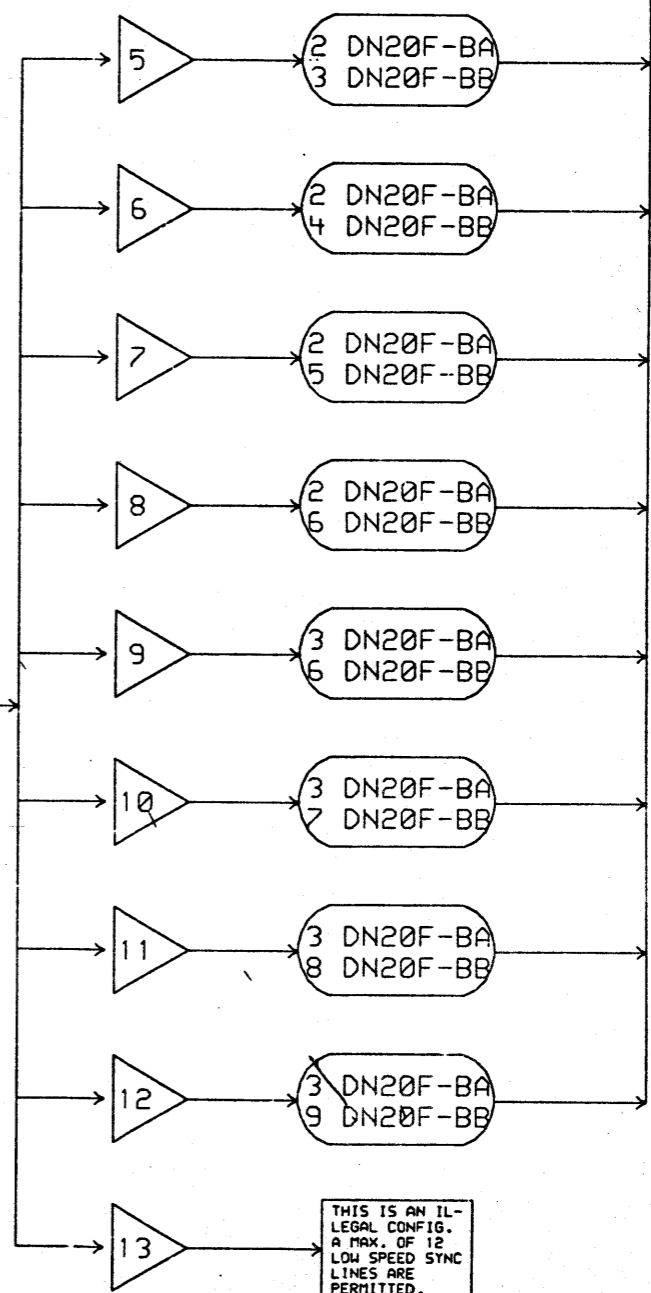 5
2 DN20F-BA
3 DN20F-BB
6
2 DN20F-BA
4 DN20F-BB
7
2 DN20F-BA
5 DN20F-BB
8
2 DN20F-BA
6 DN20F-BB
9
3 DN20F-BA
6 DN20F-BB
10
3 DN20F-BA
7 DN20F-BB
11
3 DN20F-BA
8 DN20F-BB
12
3 DN20F-BA
9 DN20F-BB
13
THIS IS AN IL-
LEGAL CONFIG.
A MAX. OF 12
LOW SPEED SYNC
LINES ARE
PERMITTED.